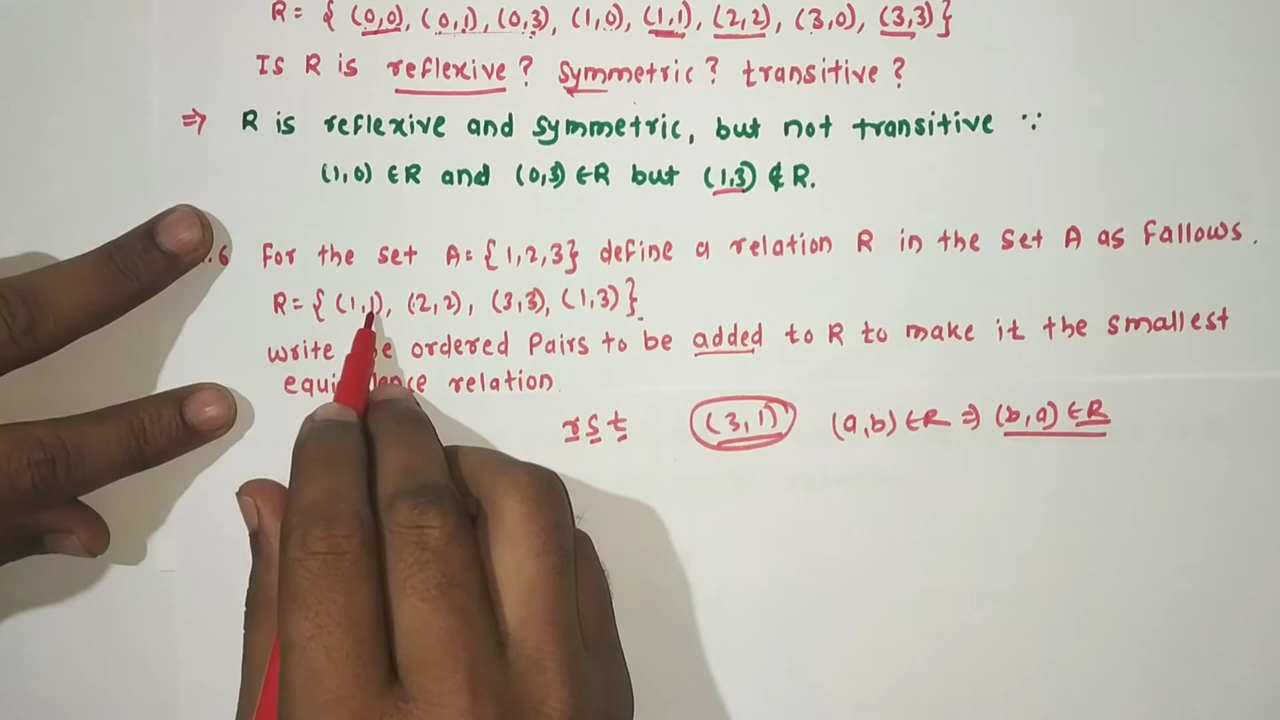 R= { (0,0), (0,1), (0,3), (1,0), (1,1), (2,2), (3,0), (3,3) }
Is R is reflexive? symmetric? transitive?
⇒ R is reflexive and symmetric, but not transitive ∵
(1,0) ∈ R and (0,3) ∈ R but (1,3) ∉ R.
6 For the set A= {1,2,3} define a relation R in the set A as follows.
R= { (1,1), (2,2), (3,3), (1,3) }.
write ordered Pairs to be added to R to make it the smallest
relation.
r s t (3,1) (a,b) ∈ R ⇒ (b,a) ∈ R